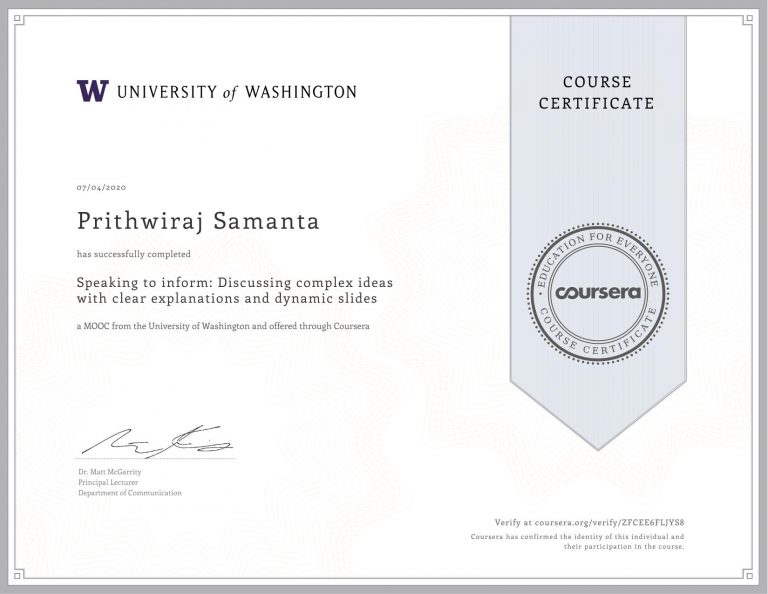 W UNIVERSITY of WASHINGTON
COURSE
CERTIFICATE
07/04/2020
Prithwiraj Samanta
has successfully completed
Speaking to inform: Discussing complex ideas
with clear explanations and dynamic slides
a MOOC from the University of Washington and offered through Coursera
EDUCATION FOR EVERYONE
coursera
COURSE CERTIFICATE
Dr. Matt McGarrity
Principal Lecturer
Department of Communication
Verify at coursera.org/verify/ZFCEE6FLJYS8
Coursera has confirmed the identity of this individual and
their participation in the course.